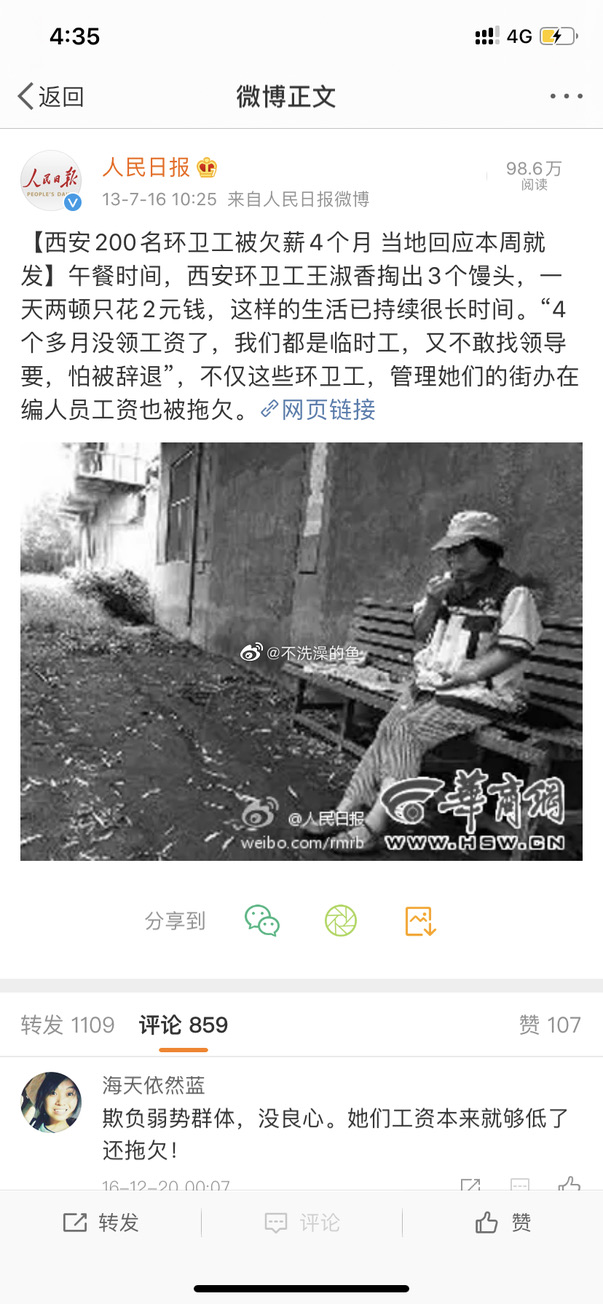 4:35
4G
返回
微博正文
人民日报
PEOPLE'S DA
人民日报
98.6万
13-7-16 10:25 来自人民日报微博
阅读
【西安200名环卫工被欠薪4个月 当地回应本周就
发】午餐时间，西安环卫工王淑香掏出3个馒头，一
天两顿只花2元钱，这样的生活已持续很长时间。“4
个多月没领工资了，我们都是临时工，又不敢找领导
要，怕被辞退”，不仅这些环卫工，管理她们的街办在
编人员工资也被拖欠。网页链接
@不洗澡的鱼
@人民日报
weibo.com/rmrb
華商網
WWW.HSW.CN
分享到
转发 1109
评论 859
赞 107
海天依然蓝
欺负弱势群体，没良心。她们工资本来就够低了
还拖欠！
16-12-20 00:07
转发
评论
赞